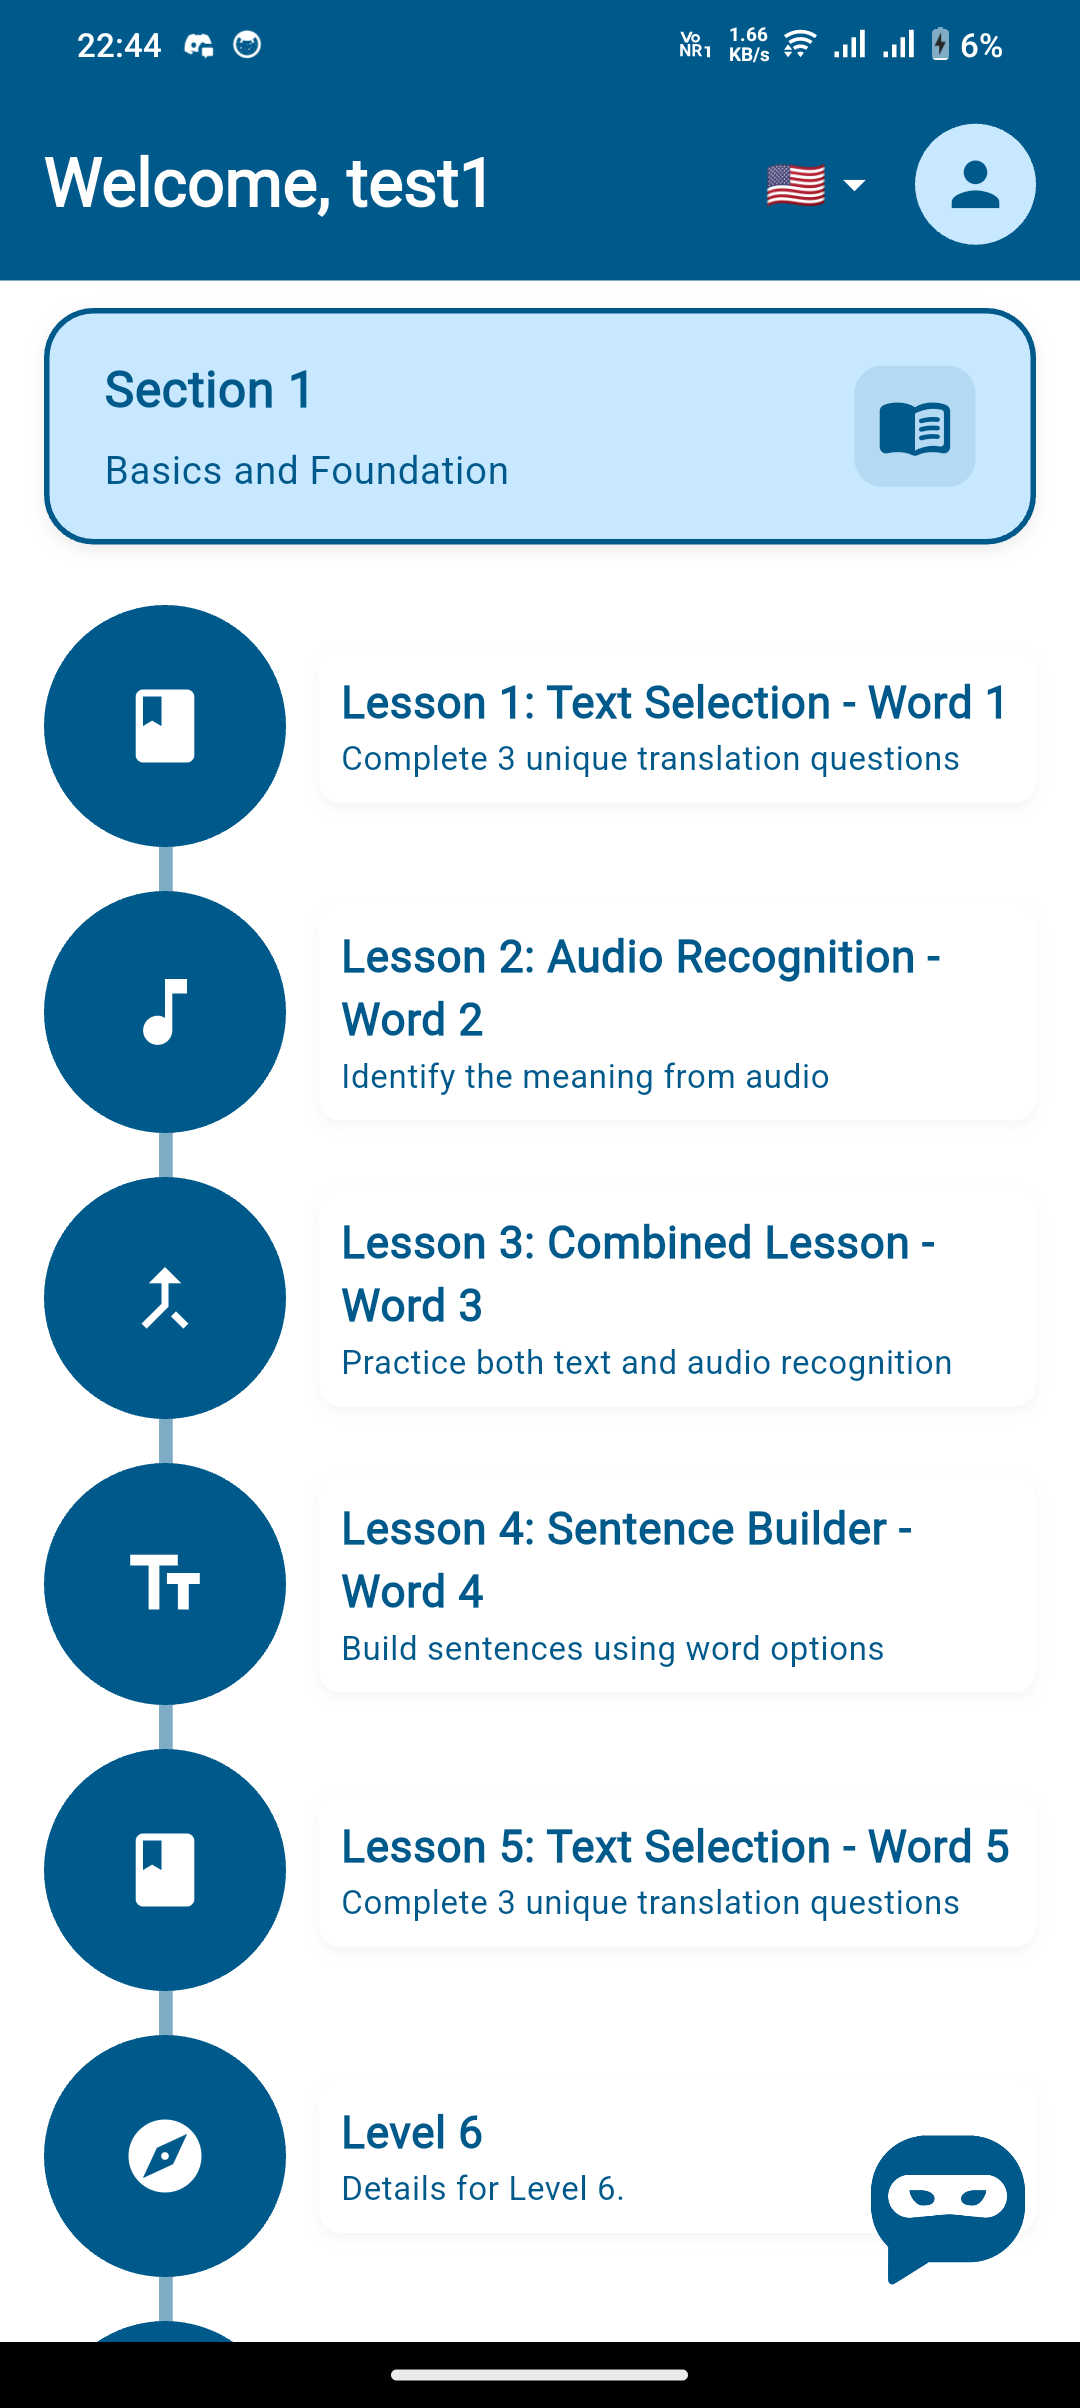 22:44
Vo NR1
1.66 KB/s
6%
Welcome, test1
Section 1
Basics and Foundation
Lesson 1: Text Selection - Word 1
Complete 3 unique translation questions
Lesson 2: Audio Recognition -
Word 2
Identify the meaning from audio
Lesson 3: Combined Lesson -
Word 3
Practice both text and audio recognition
Lesson 4: Sentence Builder -
Word 4
Build sentences using word options
Lesson 5: Text Selection - Word 5
Complete 3 unique translation questions
Level 6
Details for Level 6.